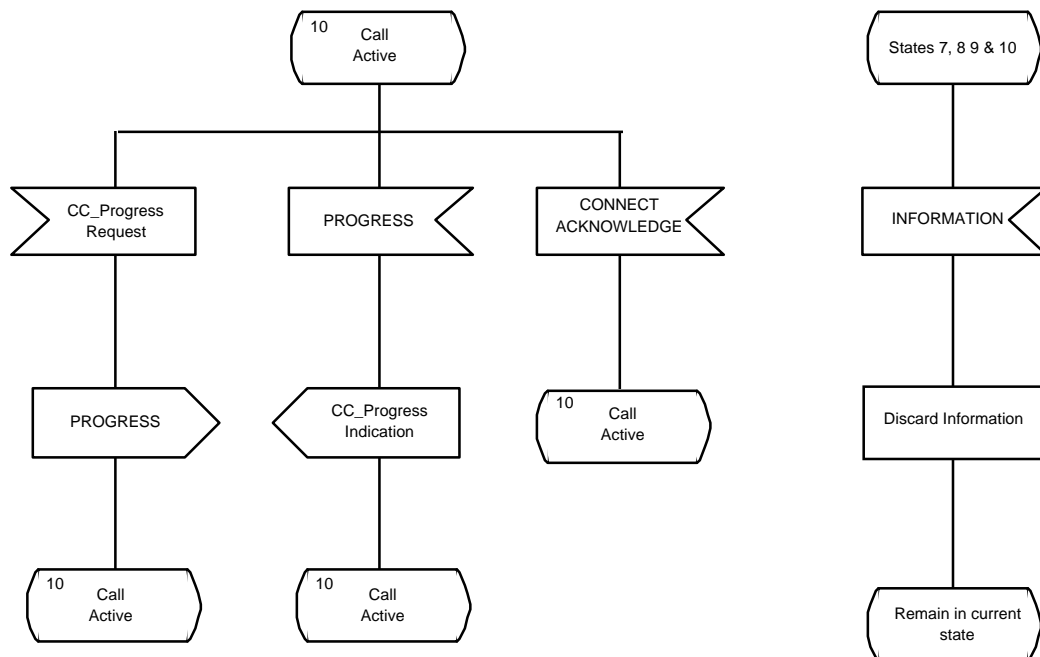 10
Call
Active
States 7, 8 9 & 10
CC_Progress
Request
PROGRESS
CONNECT
ACKNOWLEDGE
INFORMATION
PROGRESS
CC_Progress
Indication
10
Call
Active
Discard Information
10
Call
Active
10
Call
Active
Remain in current
state